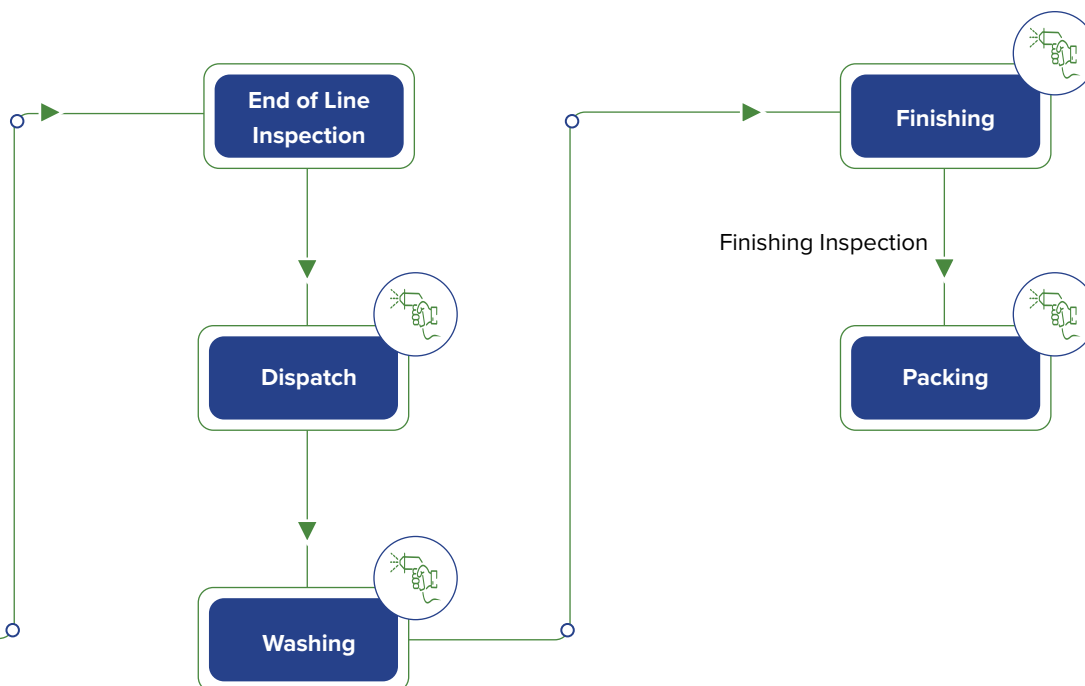 End of Line
Inspection
Dispatch
Washing
Finishing
Finishing Inspection
Packing